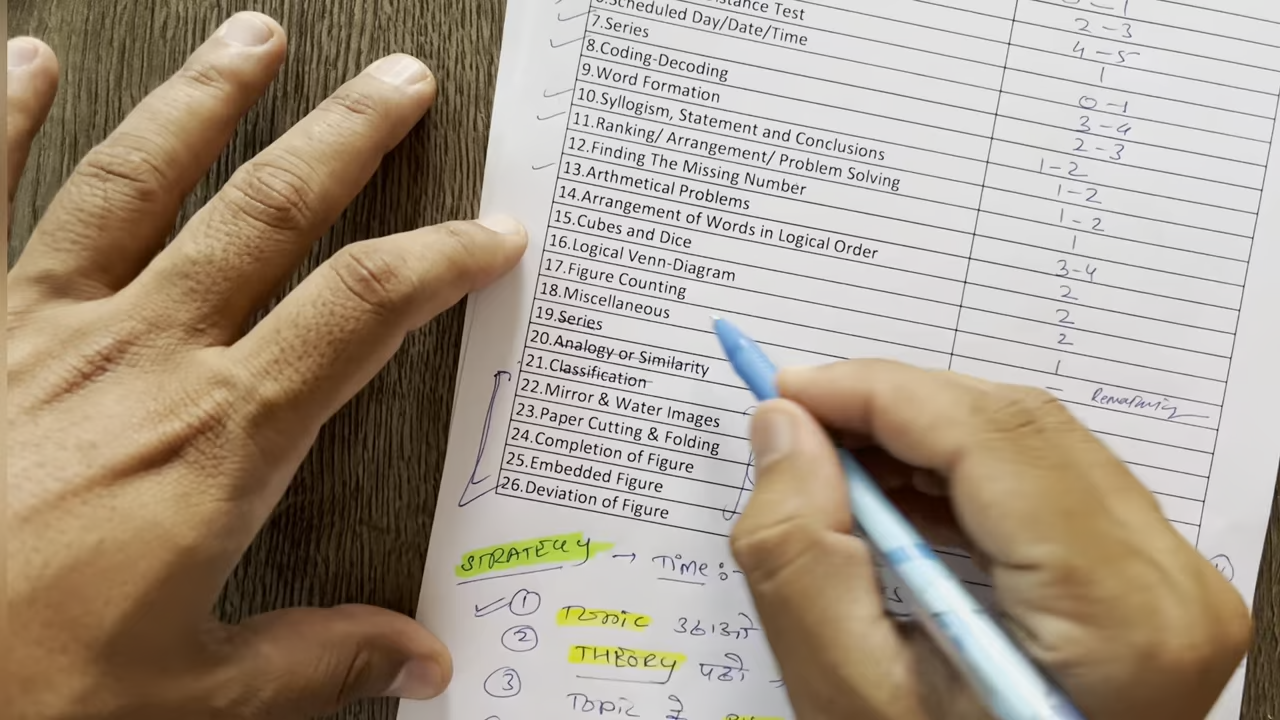 0-1
2-3
4-5
istance Test 1
6.Scheduled Day/Date/Time 0-1
7.Series 3-4
8.Coding-Decoding 2-3
9.Word Formation 1-2
10.Syllogism, Statement and Conclusions 1-2
11.Ranking/ Arrangement/ Problem Solving 1-2
12.Finding The Missing Number 1
13.Arthmetical Problems 3-4
14.Arrangement of Words in Logical Order 2
15.Cubes and Dice 2
16.Logical Venn-Diagram 2
17.Figure Counting 1
18.Miscellaneous – Remaining
19.Series
20.Analogy or Similarity
21.Classification
22.Mirror & Water Images
23.Paper Cutting & Folding
24.Completion of Figure
25.Embedded Figure
26.Deviation of Figure
STRATEGY → TIME :-
① TOPIC उठाओ
② THEORY पढो
③ TOPIC के